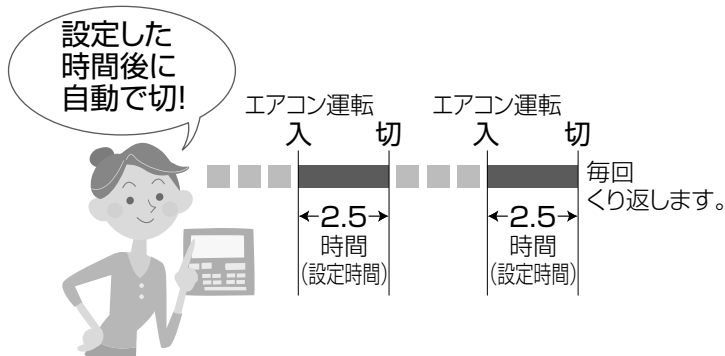 設定した
時間後に
自動で切!
エアコン運転
入 切
2.5
時間
(設定時間)
エアコン運転
入 切
2.5
時間
(設定時間)
毎回
くり返します。